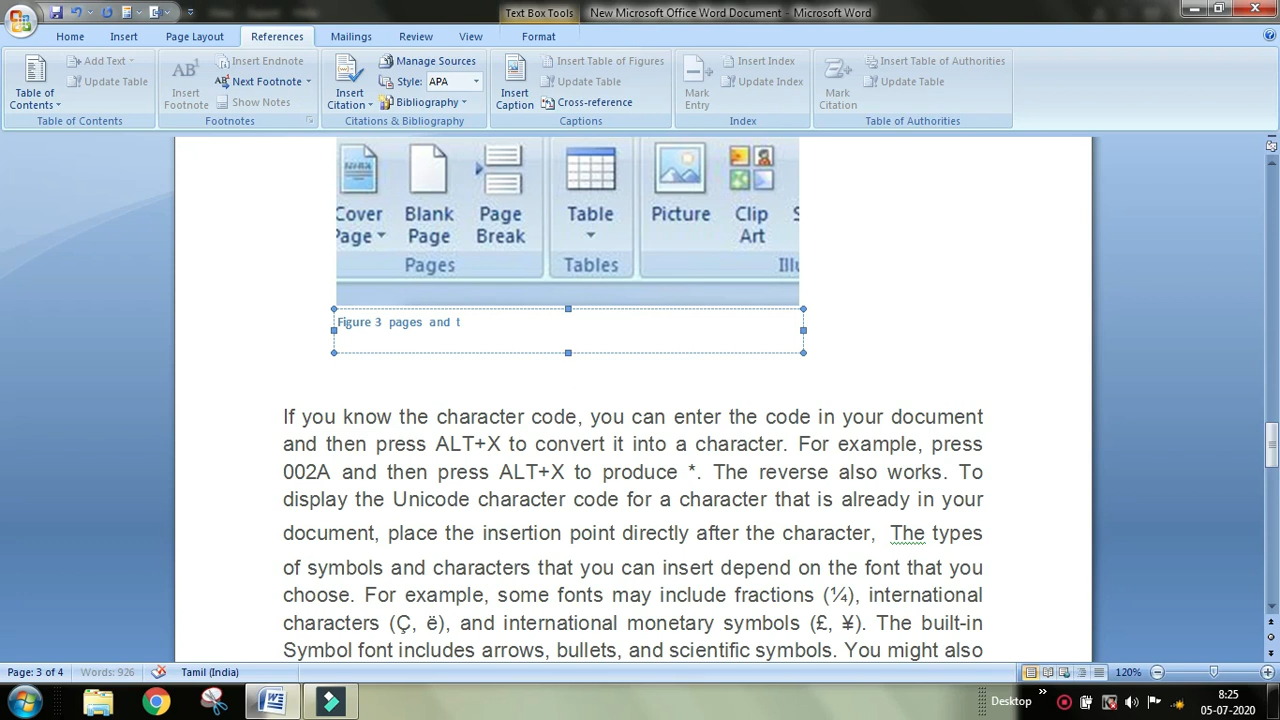 Text Box Tools
New Microsoft Office Word Document - Microsoft Word
Home Insert Page Layout References Mailings Review View Format
Table of Contents
Add Text
Update Table
Table of Contents
AB1 Insert Footnote
Insert Endnote
Next Footnote
Show Notes
Footnotes
Insert Citation
Manage Sources
Style: APA
Bibliography
Citations & Bibliography
Insert Caption
Insert Table of Figures
Update Table
Cross-reference
Captions
Mark Entry
Insert Index
Update Index
Index
Mark Citation
Insert Table of Authorities
Update Table
Table of Authorities
Cover Page
Blank Page
Page Break
Table
Picture
Clip Art
S
Pages
Tables
Illu
Figure 3 pages and t
If you know the character code, you can enter the code in your document
and then press ALT+X to convert it into a character. For example, press
002A and then press ALT+X to produce *. The reverse also works. To
display the Unicode character code for a character that is already in your
document, place the insertion point directly after the character, The types
of symbols and characters that you can insert depend on the font that you
choose. For example, some fonts may include fractions (¼), international
characters (Ç, ë), and international monetary symbols (£, ¥). The built-in
Symbol font includes arrows, bullets, and scientific symbols. You might also
Page: 3 of 4 Words: 926 Tamil (India) 120%
Desktop
8:25
05-07-2020